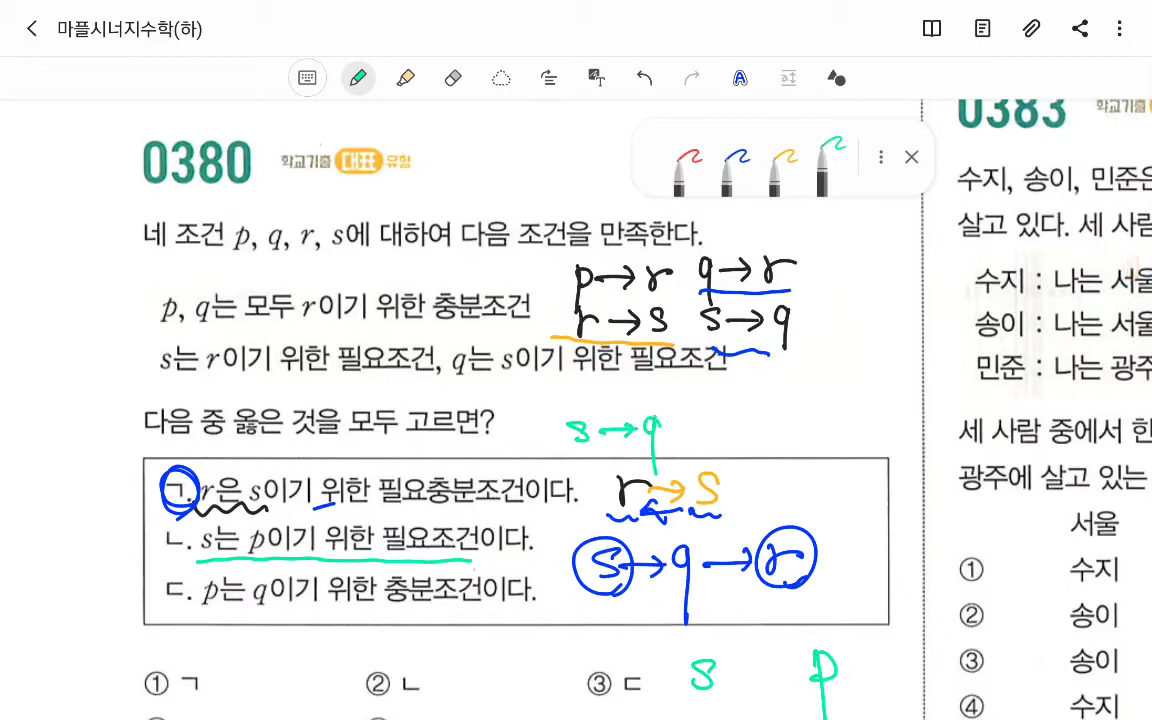 마플시너지수학(하)
0380 학교기출 대표 유형
네 조건 p, q, r, s에 대하여 다음 조건을 만족한다.
p, q는 모두 r이기 위한 충분조건
s는 r이기 위한 필요조건, q는 s이기 위한 필요조건
p→r q→r
r→s s→q
다음 중 옳은 것을 모두 고르면?
s→q
ㄱ. r은 s이기 위한 필요충분조건이다.
r→s
ㄴ. s는 p이기 위한 필요조건이다.
s→q→r
ㄷ. p는 q이기 위한 충분조건이다.
① ㄱ ② ㄴ ③ ㄷ
s p
0383 학교기출
수지, 송이, 민준은
살고 있다. 세 사람
수지 : 나는 서울
송이 : 나는 서울
민준 : 나는 광주
세 사람 중에서 한
광주에 살고 있는
서울
① 수지
② 송이
③ 송이
④ 수지